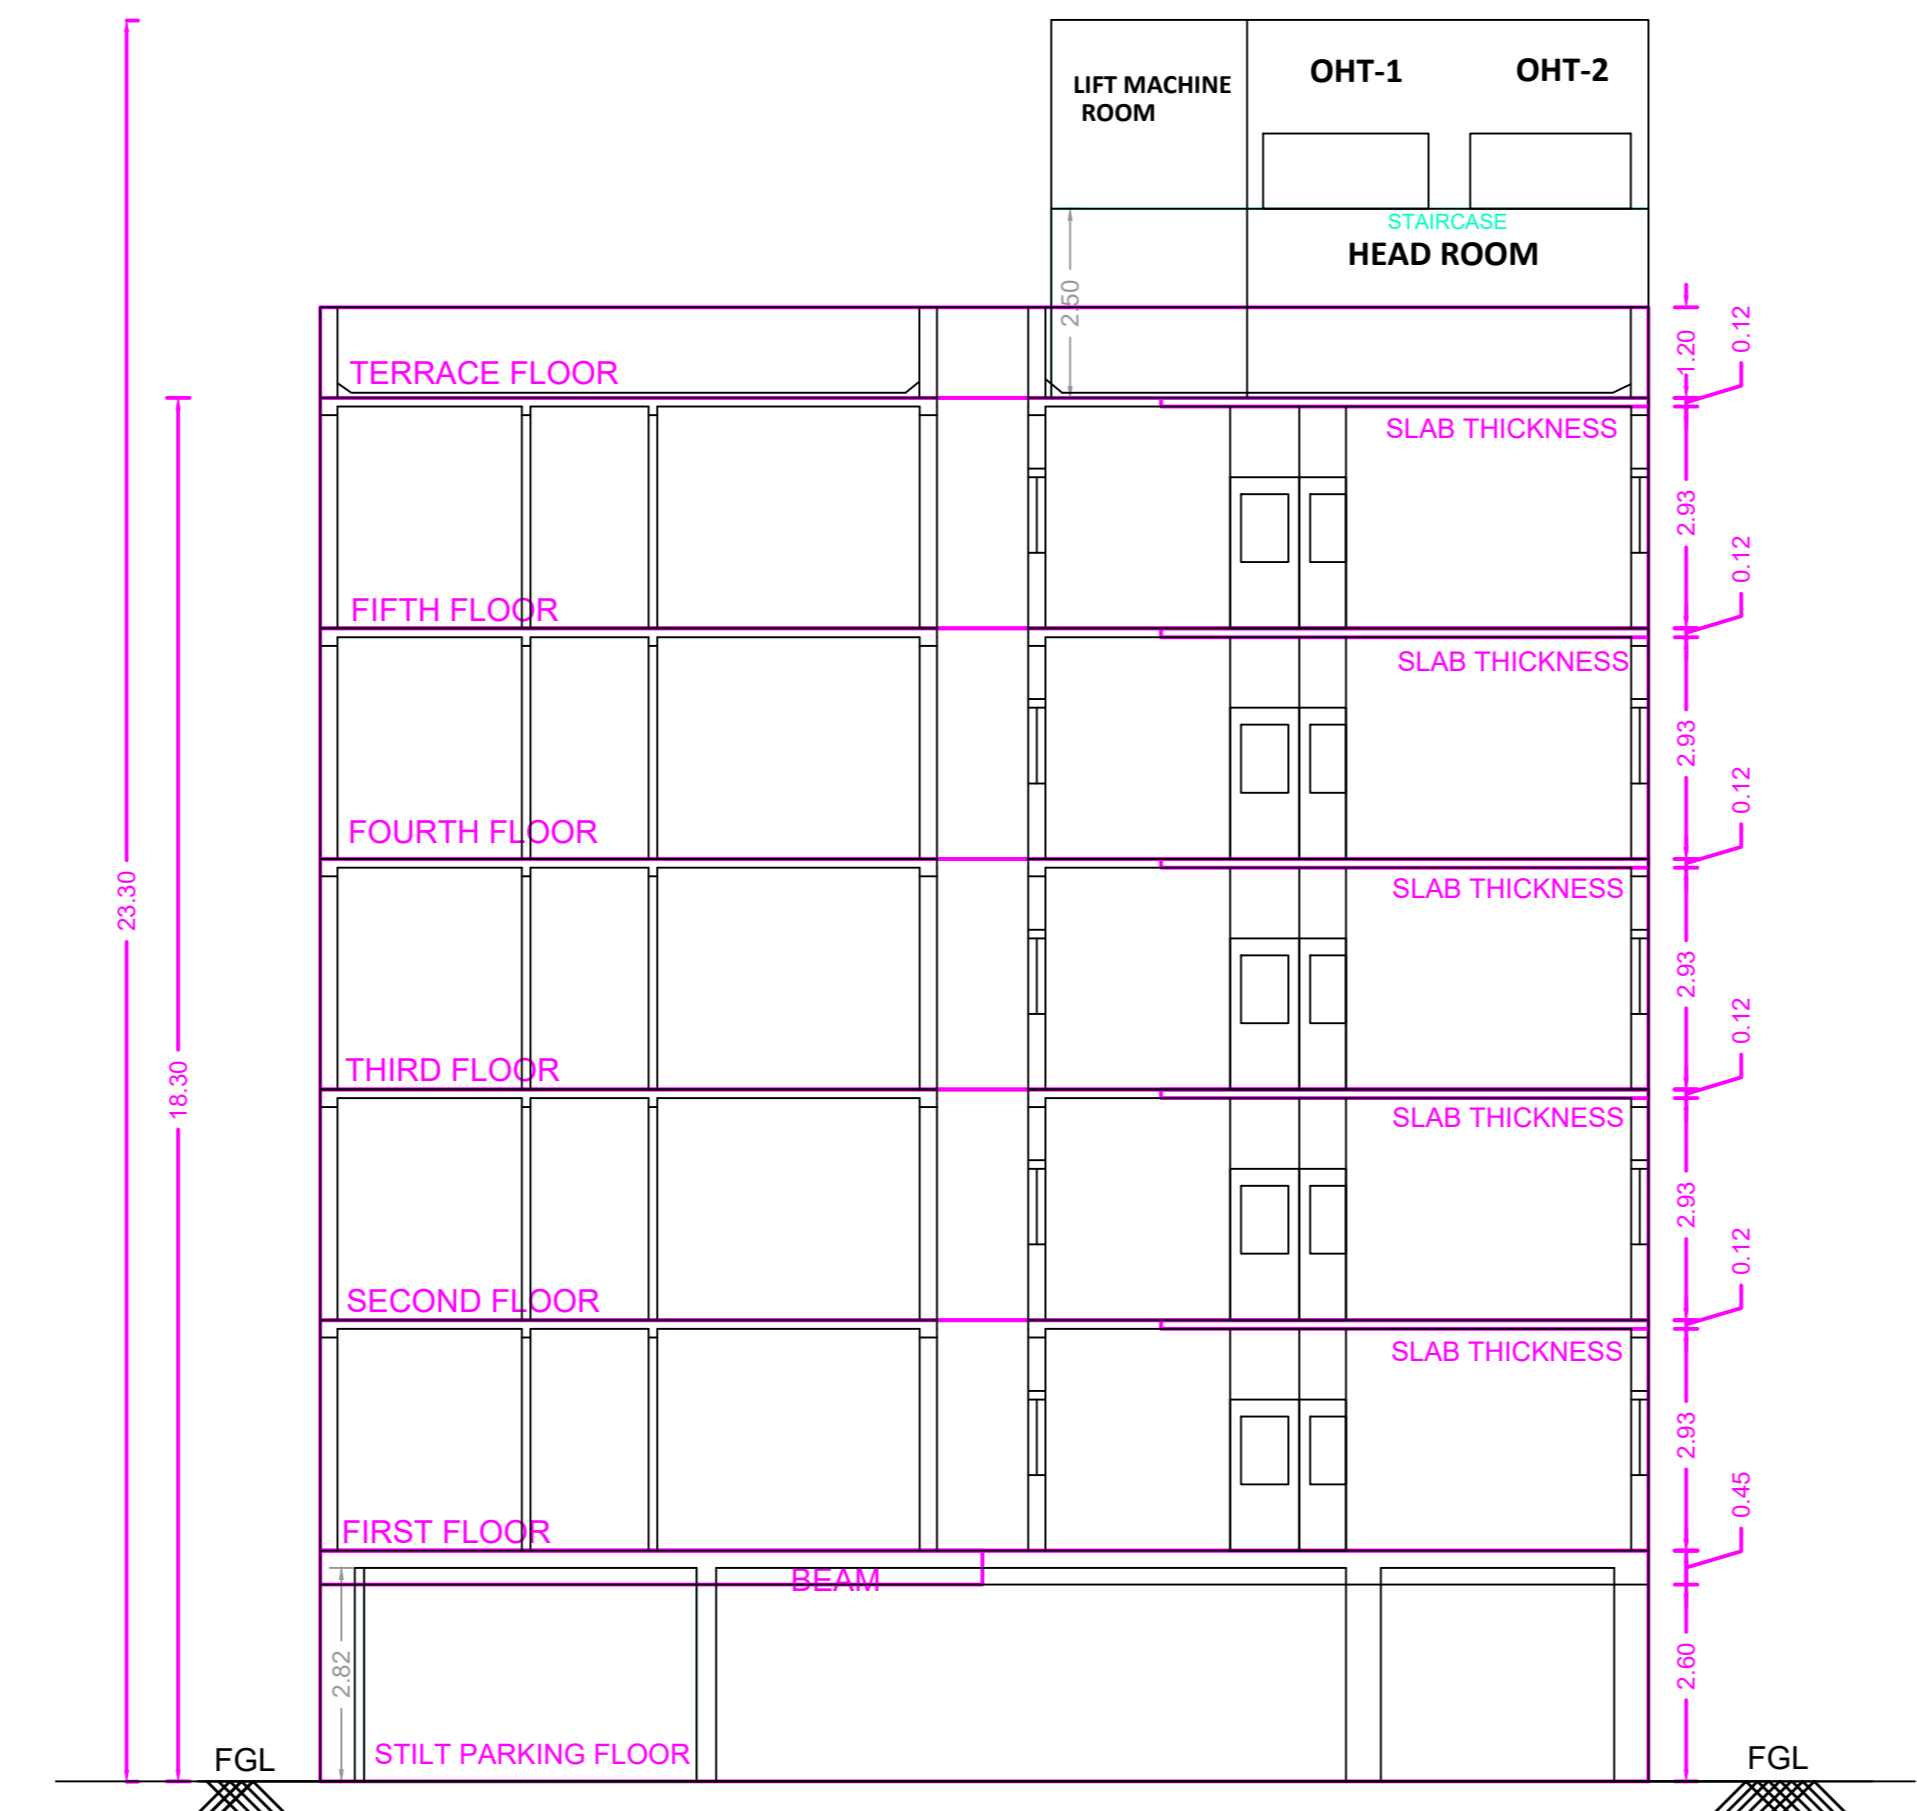 OHT-1
OHT-2
LIFT MACHINE
ROOM
STAIRCASE
HEAD ROOM
2.50
0.12
1.20
TERRACE FLOOR
SLAB THICKNESS
2.93
0.12
FIFTH FLOOR
SLAB THICKNESS
2.93
0.12
FOURTH FLOOR
23.30
SLAB THICKNESS
2.93
0.12
THIRD FLOOR
18.30
SLAB THICKNESS
2.93
0.12
SECOND FLOOR
SLAB THICKNESS
2.93
0.45
FIRST FLOOR
BEAM
2.82
2.60
STILT PARKING FLOOR
FGL
FGL